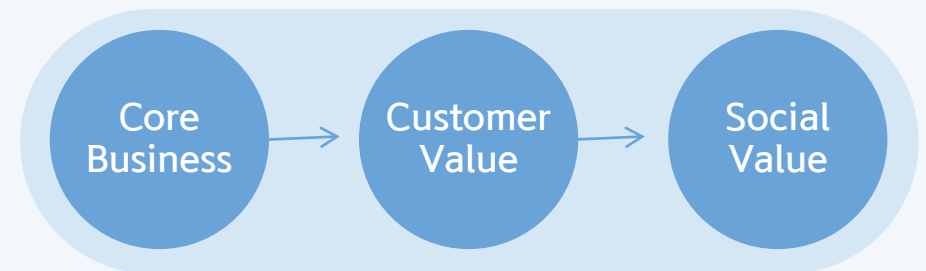 Core
Business
Customer
Value
Social
Value